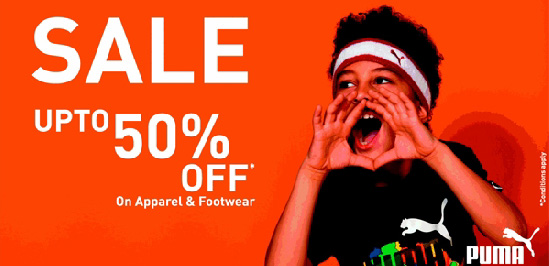 SALE
UPTO 50%
OFF*
On Apparel & Footwear
*Conditions apply
PUMA